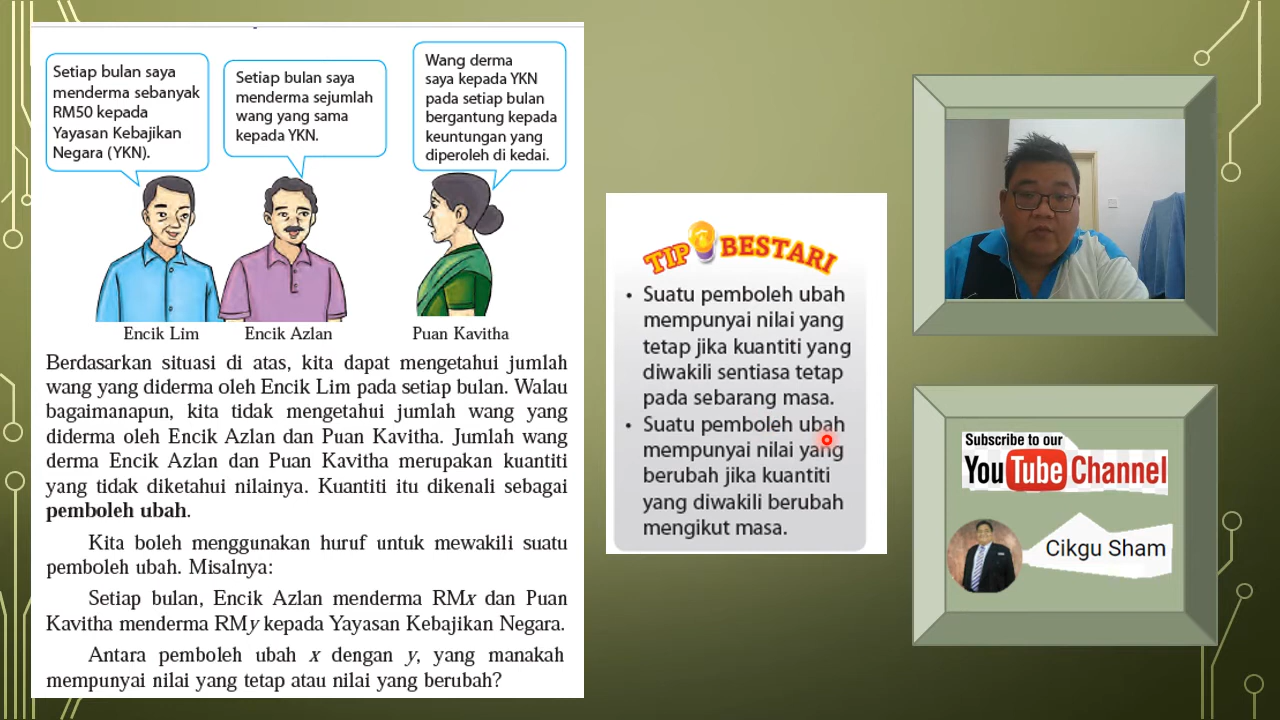 Setiap bulan saya
menderma sebanyak
RM50 kepada
Yayasan Kebajikan
Negara (YKN).
Setiap bulan saya
menderma sejumlah
wang yang sama
kepada YKN.
Wang derma
saya kepada YKN
pada setiap bulan
bergantung kepada
keuntungan yang
diperoleh di kedai.
Encik Lim
Encik Azlan
Puan Kavitha
Berdasarkan situasi di atas, kita dapat mengetahui jumlah
wang yang diderma oleh Encik Lim pada setiap bulan. Walau
bagaimanapun, kita tidak mengetahui jumlah wang yang
diderma oleh Encik Azlan dan Puan Kavitha. Jumlah wang
derma Encik Azlan dan Puan Kavitha merupakan kuantiti
yang tidak diketahui nilainya. Kuantiti itu dikenali sebagai
pemboleh ubah.
Kita boleh menggunakan huruf untuk mewakili suatu
pemboleh ubah. Misalnya:
Setiap bulan, Encik Azlan menderma RMx dan Puan
Kavitha menderma RMy kepada Yayasan Kebajikan Negara.
Antara pemboleh ubah x dengan y, yang manakah
mempunyai nilai yang tetap atau nilai yang berubah?
TIP BESTARI
• Suatu pemboleh ubah
mempunyai nilai yang
tetap jika kuantiti yang
diwakili sentiasa tetap
pada sebarang masa.
• Suatu pemboleh ubah
mempunyai nilai yang
berubah jika kuantiti
yang diwakili berubah
mengikut masa.
Subscribe to our
YouTube Channel
Cikgu Sham